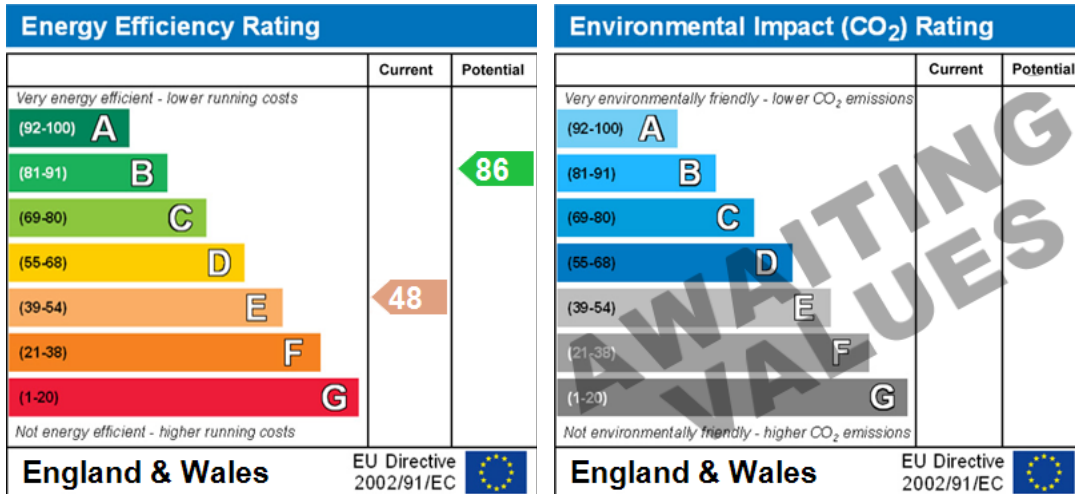 Energy Efficiency Rating
Current Potential
Very energy efficient - lower running costs
(92-100) A
(81-91) B
86
(69-80) C
(55-68) D
(39-54) E
48
(21-38) F
(1-20) G
Not energy efficient - higher running costs
England & Wales
EU Directive
2002/91/EC
Environmental Impact (CO₂) Rating
Current Potential
Very environmentally friendly - lower CO₂ emissions
(92-100) A
(81-91) B
(69-80) C
(55-68) D
(39-54) E
(21-38) F
(1-20) G
AWAITING
VALUES
Not environmentally friendly - higher CO₂ emissions
England & Wales
EU Directive
2002/91/EC